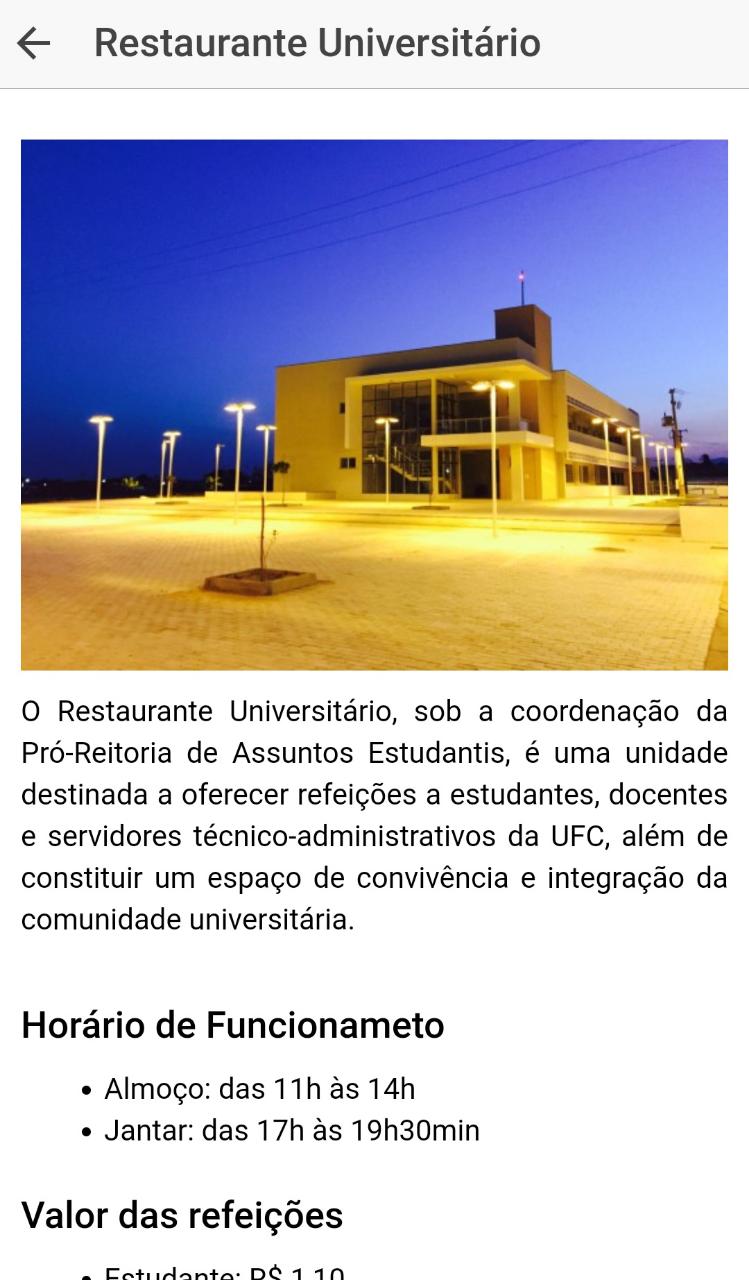 Restaurante Universitário
O Restaurante Universitário, sob a coordenação da
Pró-Reitoria de Assuntos Estudantis, é uma unidade
destinada a oferecer refeições a estudantes, docentes
e servidores técnico-administrativos da UFC, além de
constituir um espaço de convivência e integração da
comunidade universitária.
Horário de Funcionameto
• Almoço: das 11h às 14h
• Jantar: das 17h às 19h30min
Valor das refeições
• Estudante: R$ 1,10